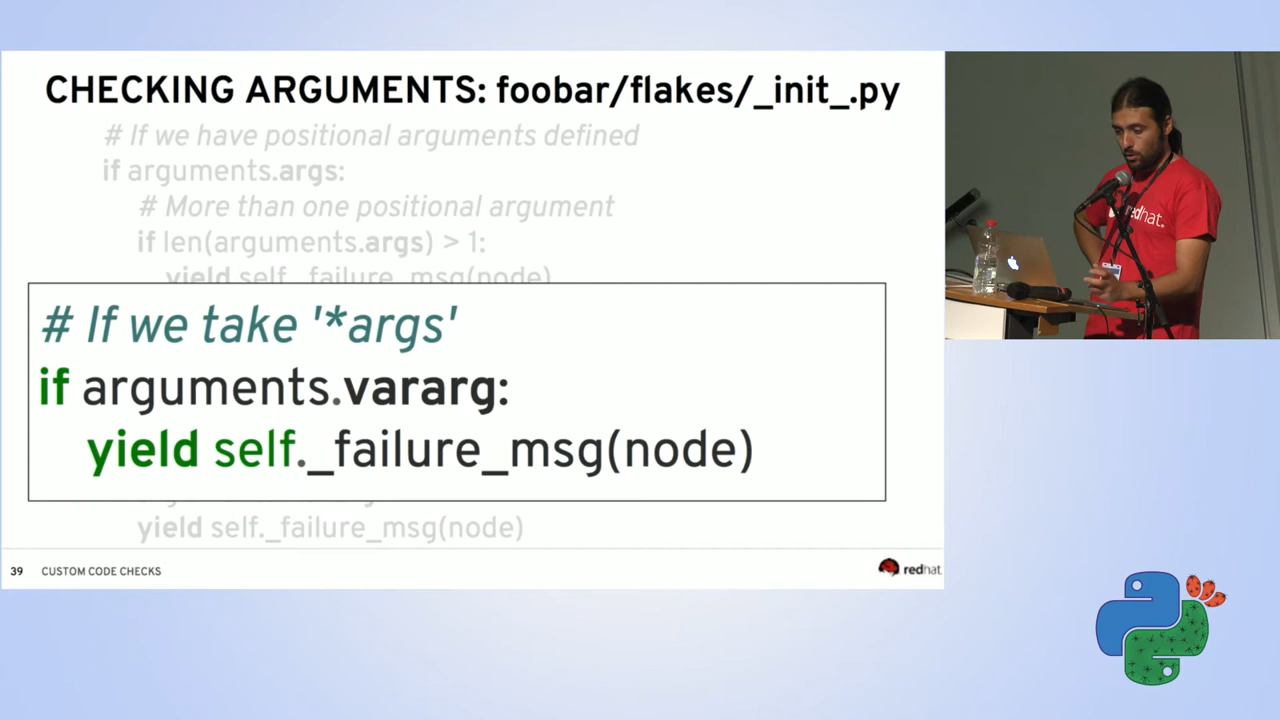 CHECKING ARGUMENTS: foobar/flakes/_init_.py
# If we have positional arguments defined
if arguments.args:
# More than one positional argument
if len(arguments.args) > 1:
yield self._failure_msg(node)
# If we take '*args'
if arguments.vararg:
yield self._failure_msg(node)
yield self._failure_msg(node)
39 CUSTOM CODE CHECKS
redhat
redhat.